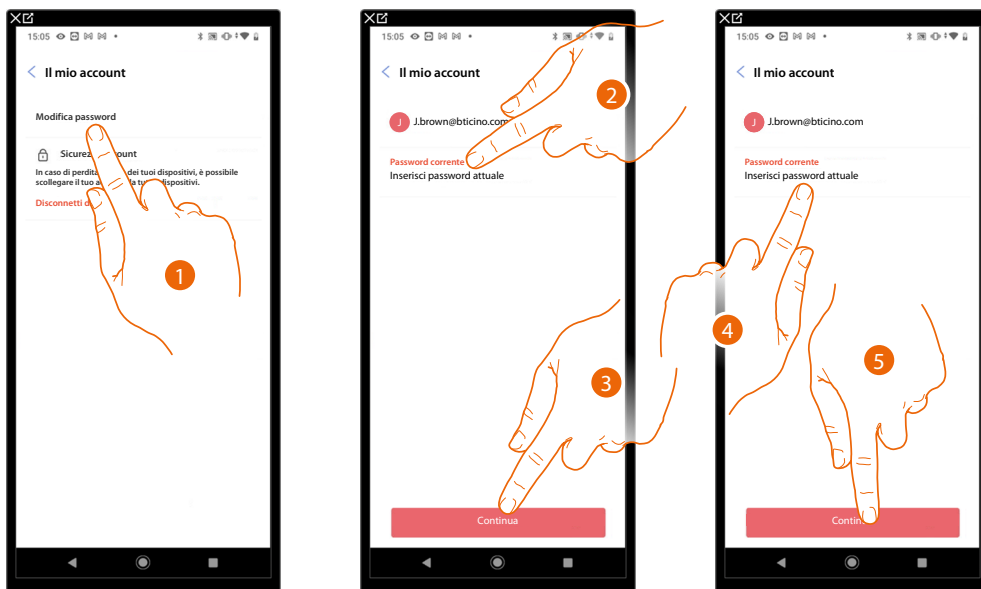 15:05
Il mio account
Modifica password
Sicurez ount
In caso di perdita dei tuoi dispositivi, è possibile
scollegare il tuo a la tu dispositivi.
Disconnetti d
1
15:05
Il mio account
J
J.brown@bticino.com
Password corrente
Inserisci password attuale
2
3
Continua
15:05
Il mio account
J
J.brown@bticino.com
Password corrente
Inserisci password attuale
4
5
Contin